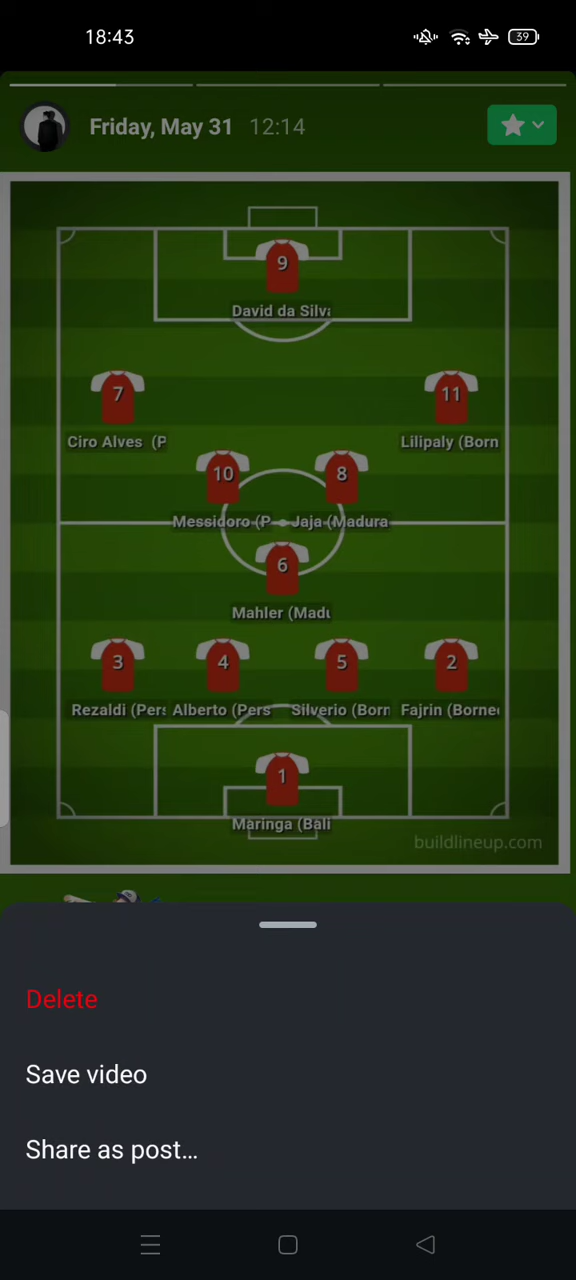 18:43
39
Friday, May 31 12:14
9
David da Silva
7
11
Ciro Alves (P
Lilipaly (Born
10
8
Messidoro (P
Jaja (Madura
6
Mahler (Madu
3
4
5
2
Rezaldi (Pers
Alberto (Pers
Silverio (Born
Fajrin (Borneo
1
Maringa (Bali
buildlineup.com
Delete
Save video
Share as post…